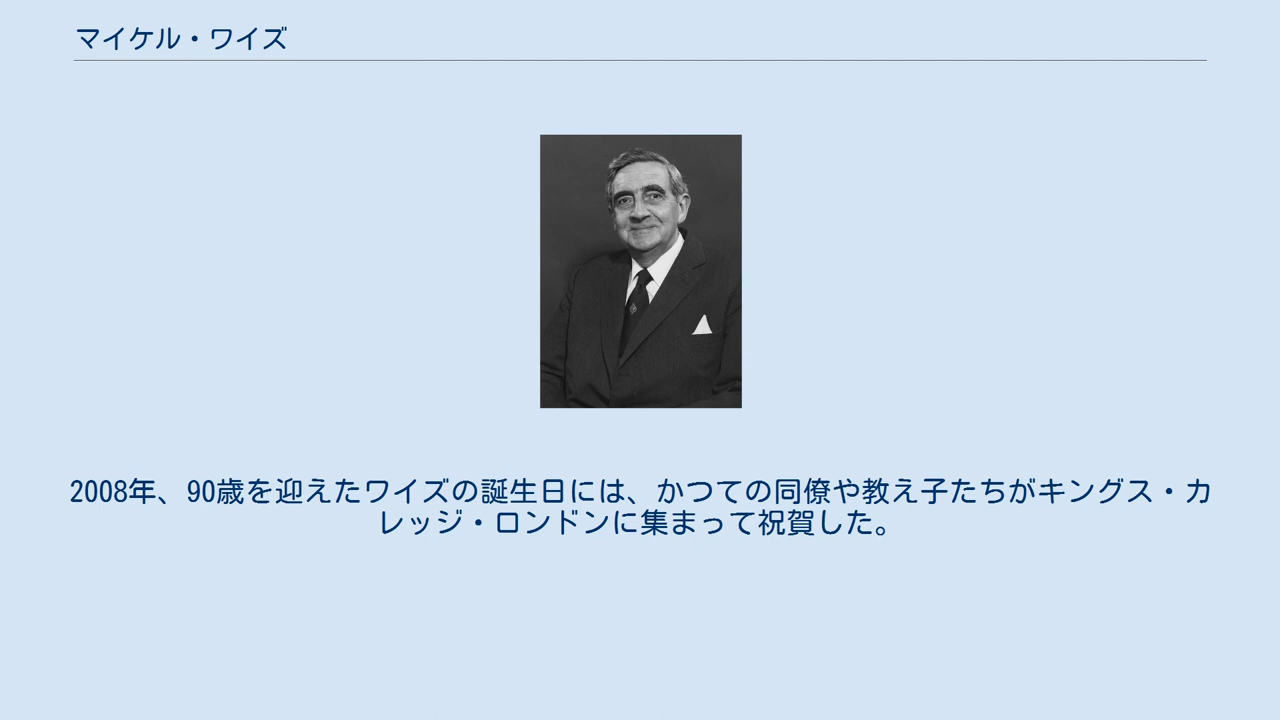 マイケル・ワイズ
2008年、90歳を迎えたワイズの誕生日には、かつての同僚や教え子たちがキングス・カ
レッジ・ロンドンに集まって祝賀した。